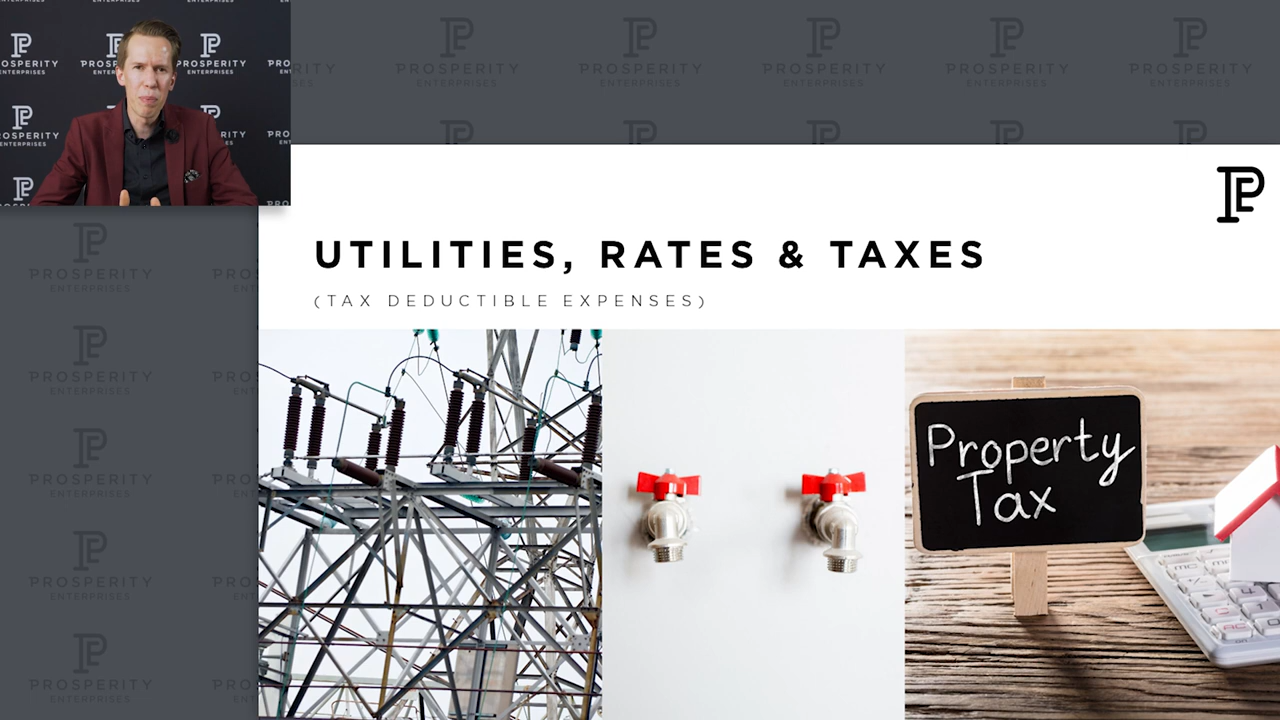 UTILITIES, RATES & TAXES
(TAX DEDUCTIBLE EXPENSES)
Property
Tax
PROSPERITY
ENTERPRISES